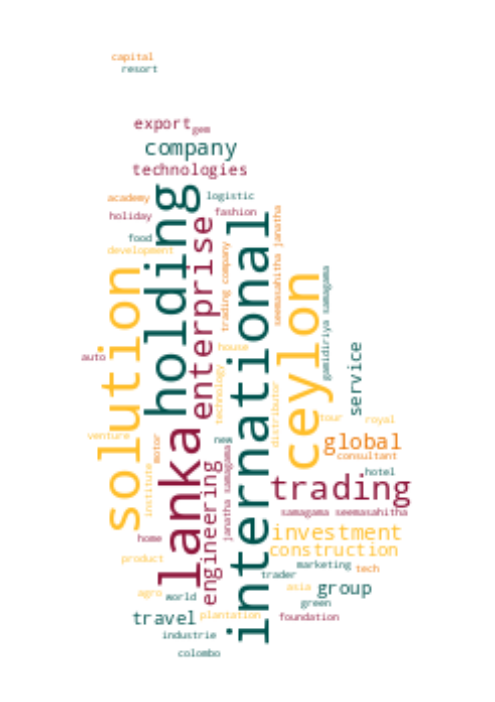 capital
resort
export
gem
company
technologies
academy
logistic
holiday
fashion
food
development
holding
enterprise
trading company
seemasahitha janatha
solution
international
ceylon
gamidiriya samagama
auto
house
technology
service
distributor
tour
royal
venture
motor
new
global
consultant
lanka
institute
engineering
janatha samagama
hotel
trading
samagama seemasahitha
home
investment
construction
product
marketing
tech
trader
agro
world
asia
group
green
travel
plantation
foundation
industrie
colombo